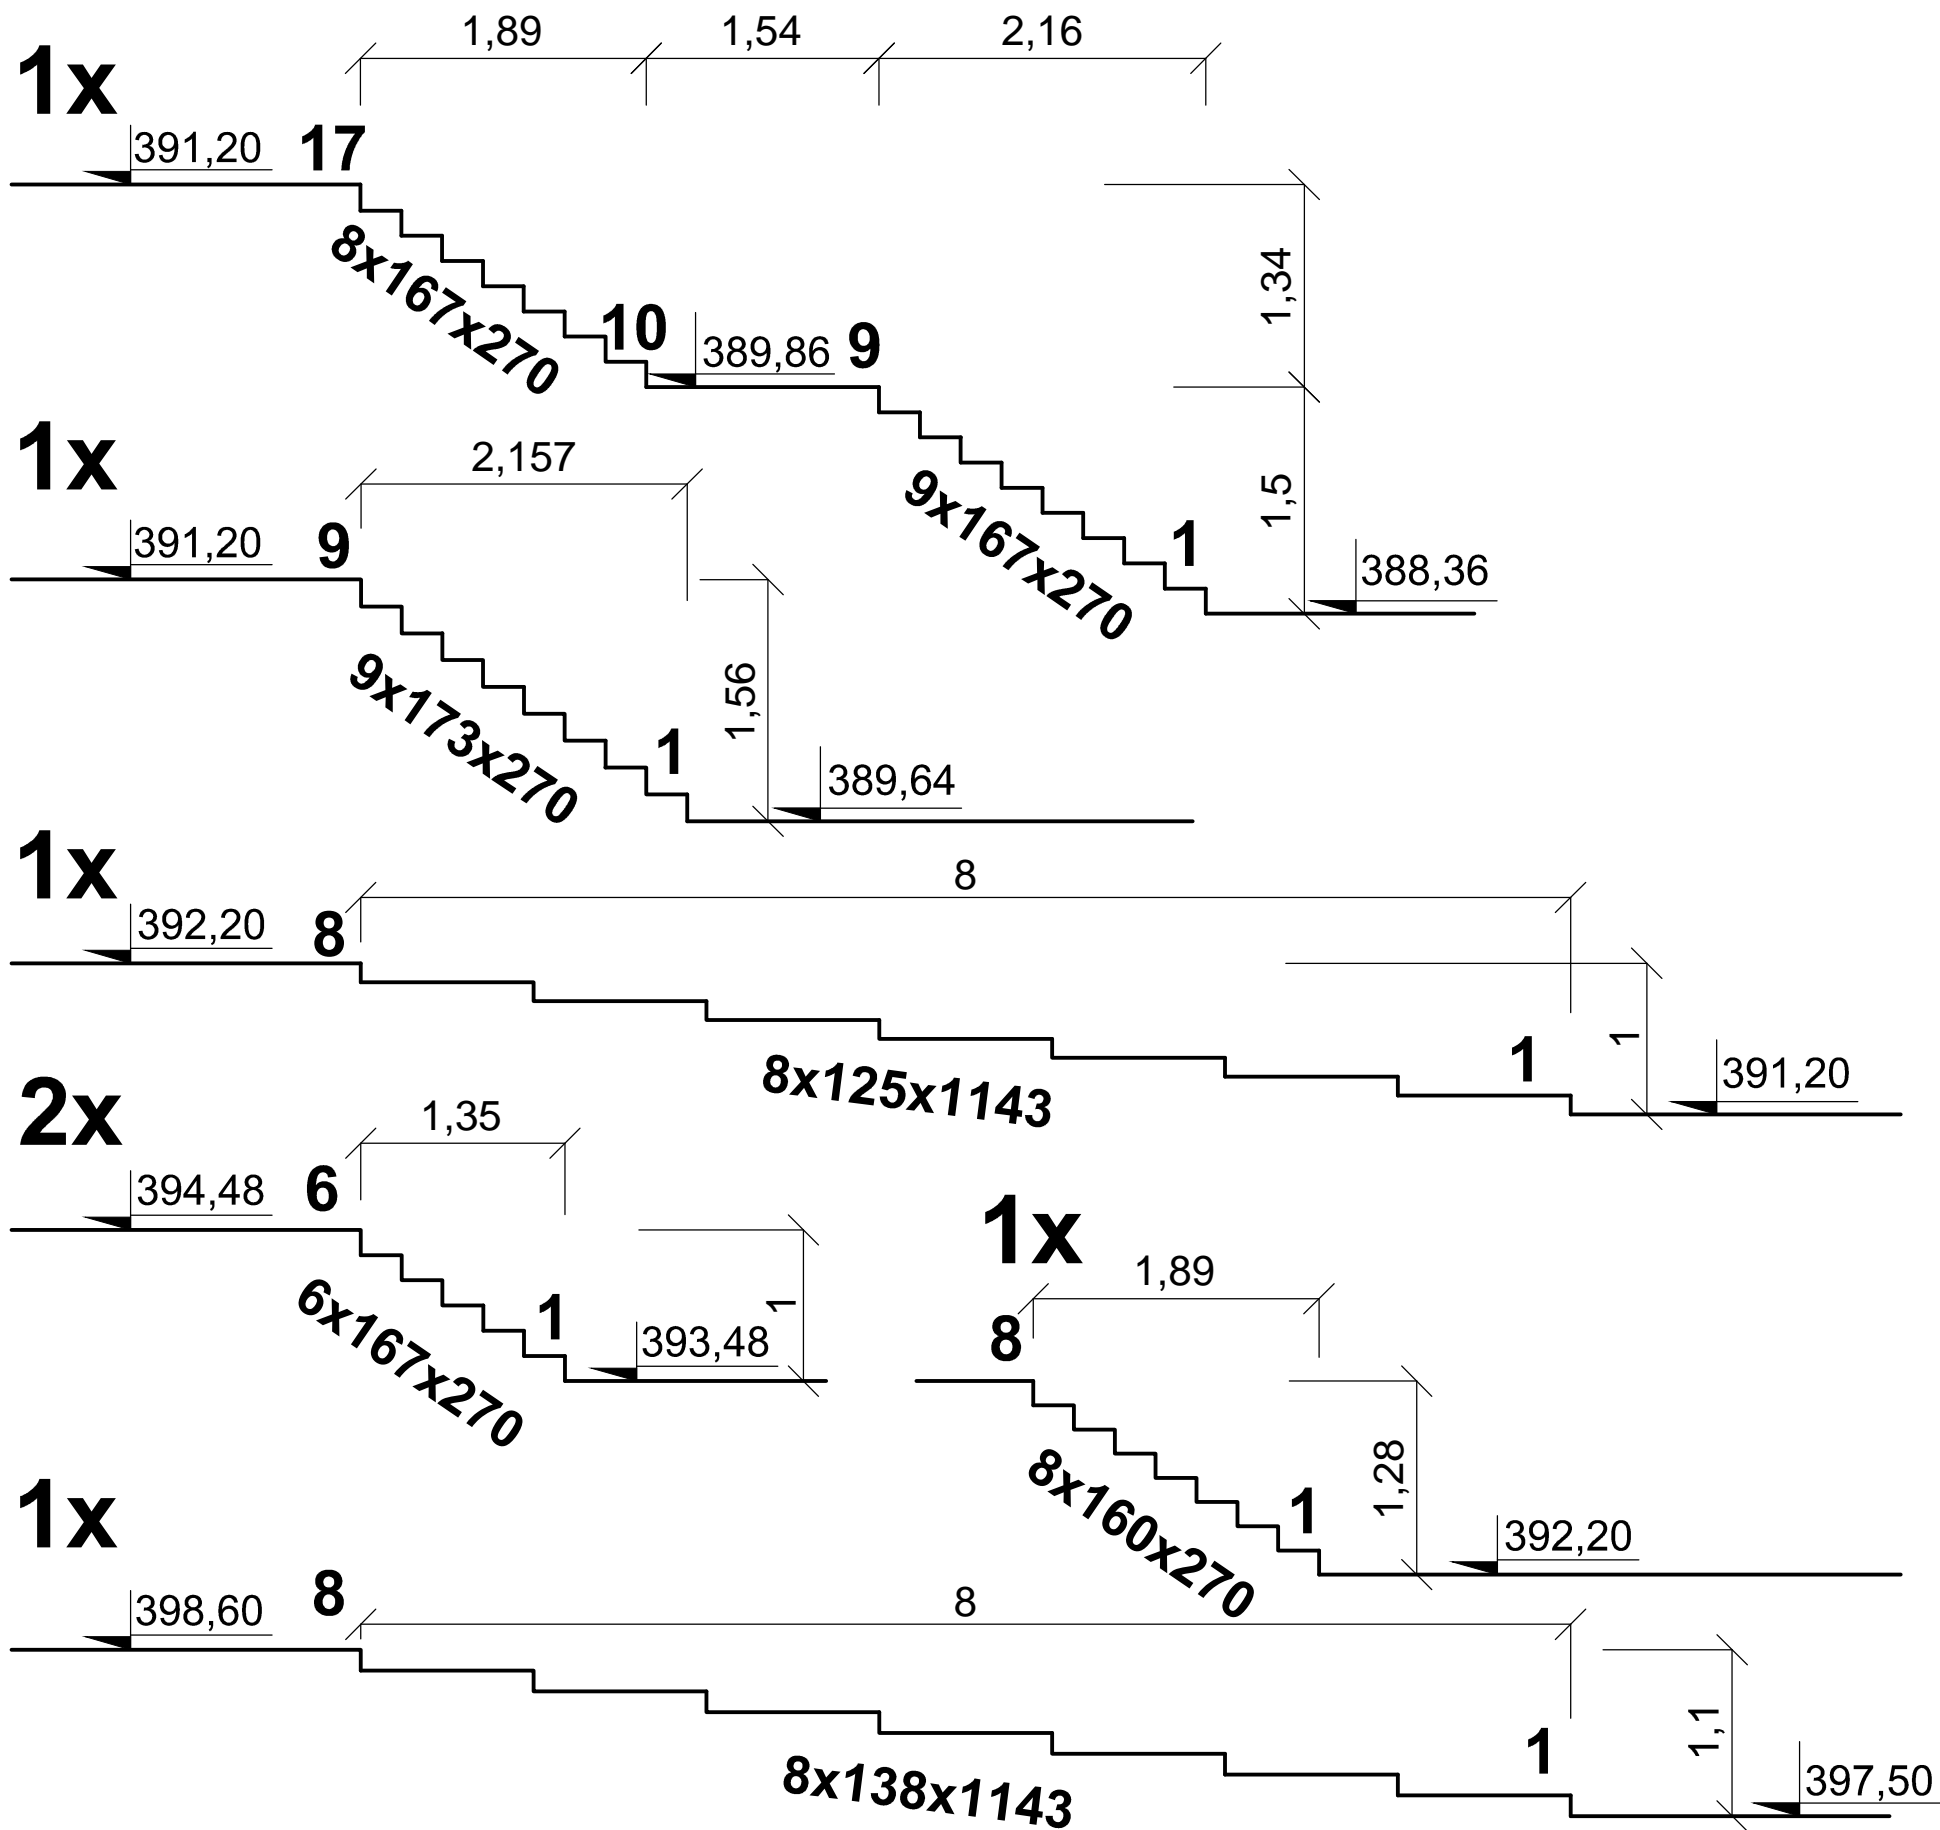 1,89 1,54 2,16
1x
391,20 17
8x167x270
1,34
10 389,86 9
1x
2,157
9x167x270
1,5
391,20 9
1 388,36
9x173x270
1,56
1 389,64
1x
8
392,20 8
8x125x1143
1
1 391,20
2x
1,35
394,48 6
6x167x270
1
1 393,48
1x
1,89
8
8x160x270
1,28
1 392,20
1x
8
398,60 8
8x138x1143
1,1
1 397,50